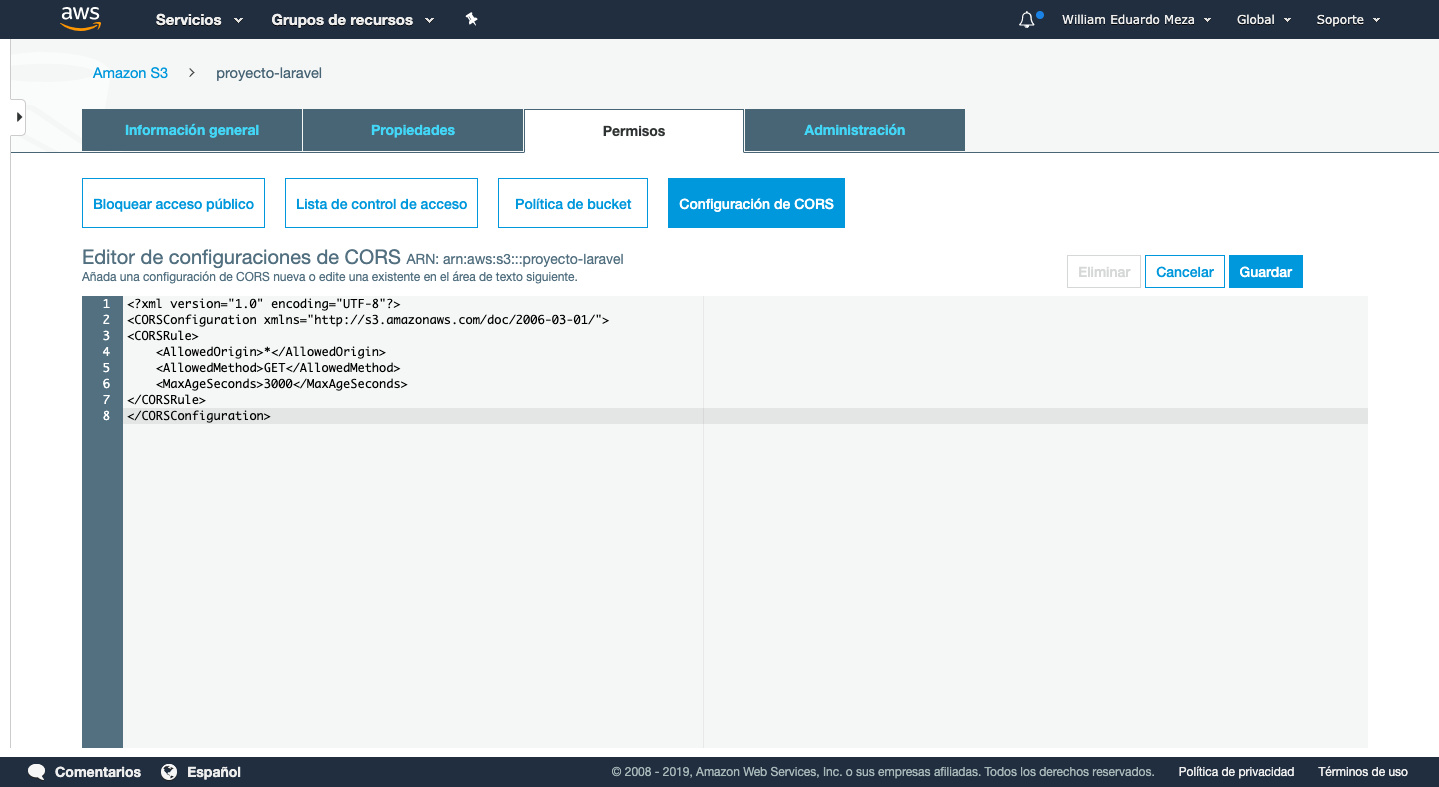 aws Servicios Grupos de recursos William Eduardo Meza Global Soporte
Amazon S3 > proyecto-laravel
Información general Propiedades Permisos Administración
Bloquear acceso público Lista de control de acceso Política de bucket Configuración de CORS
Editor de configuraciones de CORS ARN: arn:aws:s3:::proyecto-laravel
Añada una configuración de CORS nueva o edite una existente en el área de texto siguiente.
Eliminar Cancelar Guardar
1 <?xml version="1.0" encoding="UTF-8"?>
2 <CORSConfiguration xmlns="http://s3.amazonaws.com/doc/2006-03-01/">
3 <CORSRule>
4     <AllowedOrigin>*</AllowedOrigin>
5     <AllowedMethod>GET</AllowedMethod>
6     <MaxAgeSeconds>3000</MaxAgeSeconds>
7 </CORSRule>
8 </CORSConfiguration>
Comentarios Español © 2008 - 2019, Amazon Web Services, Inc. o sus empresas afiliadas. Todos los derechos reservados. Política de privacidad Términos de uso